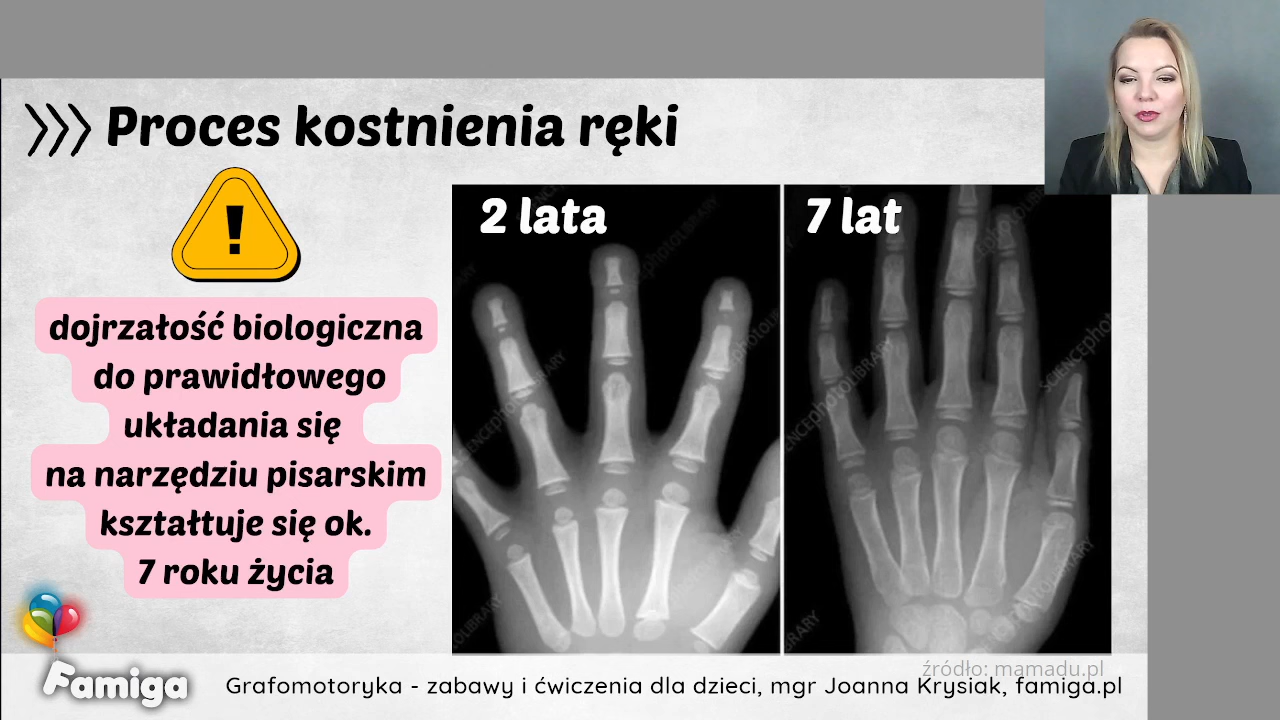 Proces kostnienia ręki
!
dojrzałość biologiczna
do prawidłowego
układania się
na narzędziu pisarskim
kształtuje się ok.
7 roku życia
2 lata
7 lat
SCIENCEphotoLIBRARY
źródło: mamadu.pl
Famiga
Grafomotoryka - zabawy i ćwiczenia dla dzieci, mgr Joanna Krysiak, famiga.pl